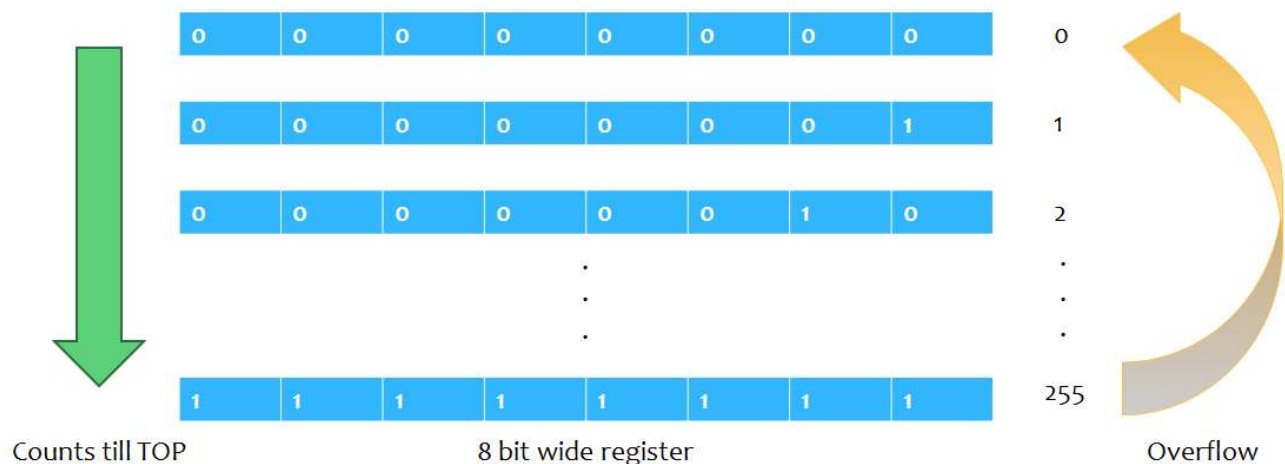 0 0 0 0 0 0 0 0 0
0 0 0 0 0 0 0 1 1
0 0 0 0 0 0 1 0 2
. .
. .
. .
1 1 1 1 1 1 1 1 255
Counts till TOP 8 bit wide register Overflow